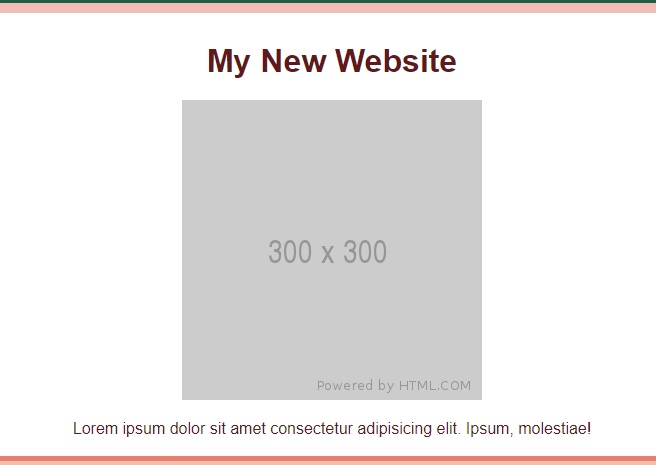 My New Website
300 x 300
Powered by HTML.COM
Lorem ipsum dolor sit amet consectetur adipisicing elit. Ipsum, molestiae!